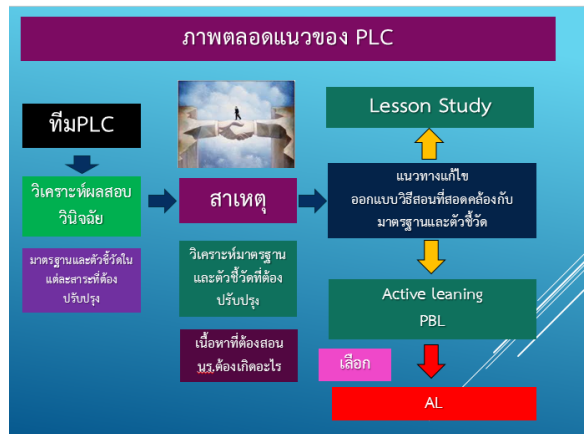 ภาพตลอดแนวของ PLC
ทีมPLC
วิเคราะห์ผลสอบ
วินิจฉัย
มาตรฐานและตัวชี้วัดใน
แต่ละสาระที่ต้อง
ปรับปรุง
สาเหตุ
วิเคราะห์มาตรฐาน
และตัวชี้วัดที่ต้อง
ปรับปรุง
เนื้อหาที่ต้องสอน
นร.ต้องเกิดอะไร
Lesson Study
แนวทางแก้ไข
ออกแบบวิธีสอนที่สอดคล้องกับ
มาตรฐานและตัวชี้วัด
Active leaning
PBL
เลือก
AL